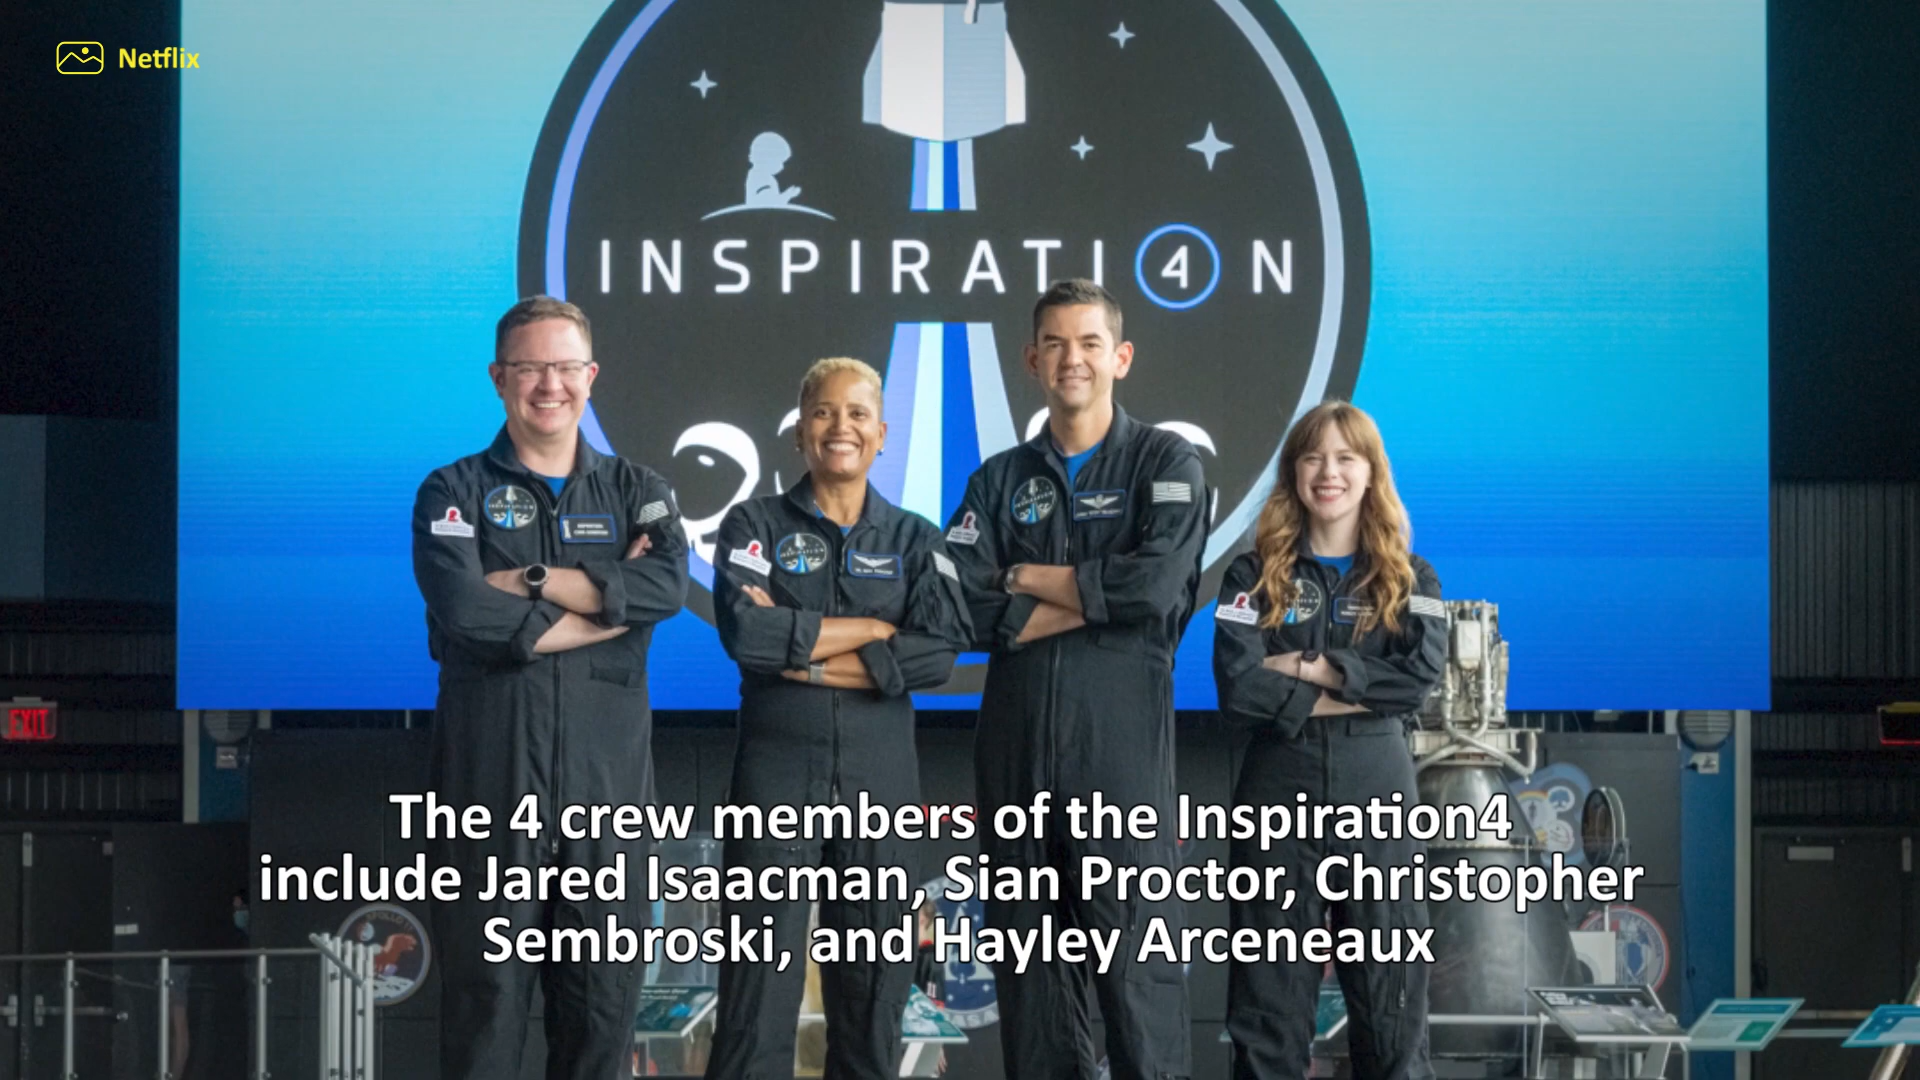 Netflix
INSPIRATI4N
EXIT
The 4 crew members of the Inspiration4
include Jared Isaacman, Sian Proctor, Christopher
Sembroski, and Hayley Arceneaux